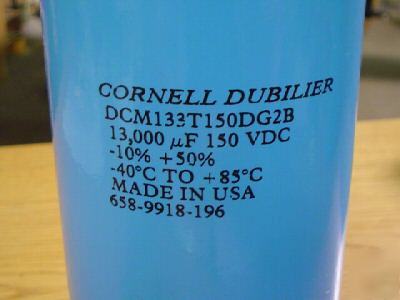 CORNELL DUBILIER
DCM133T150DG2B
13,000 µF 150 VDC
-10% +50%
-40°C TO +85°C
MADE IN USA
658-9918-196